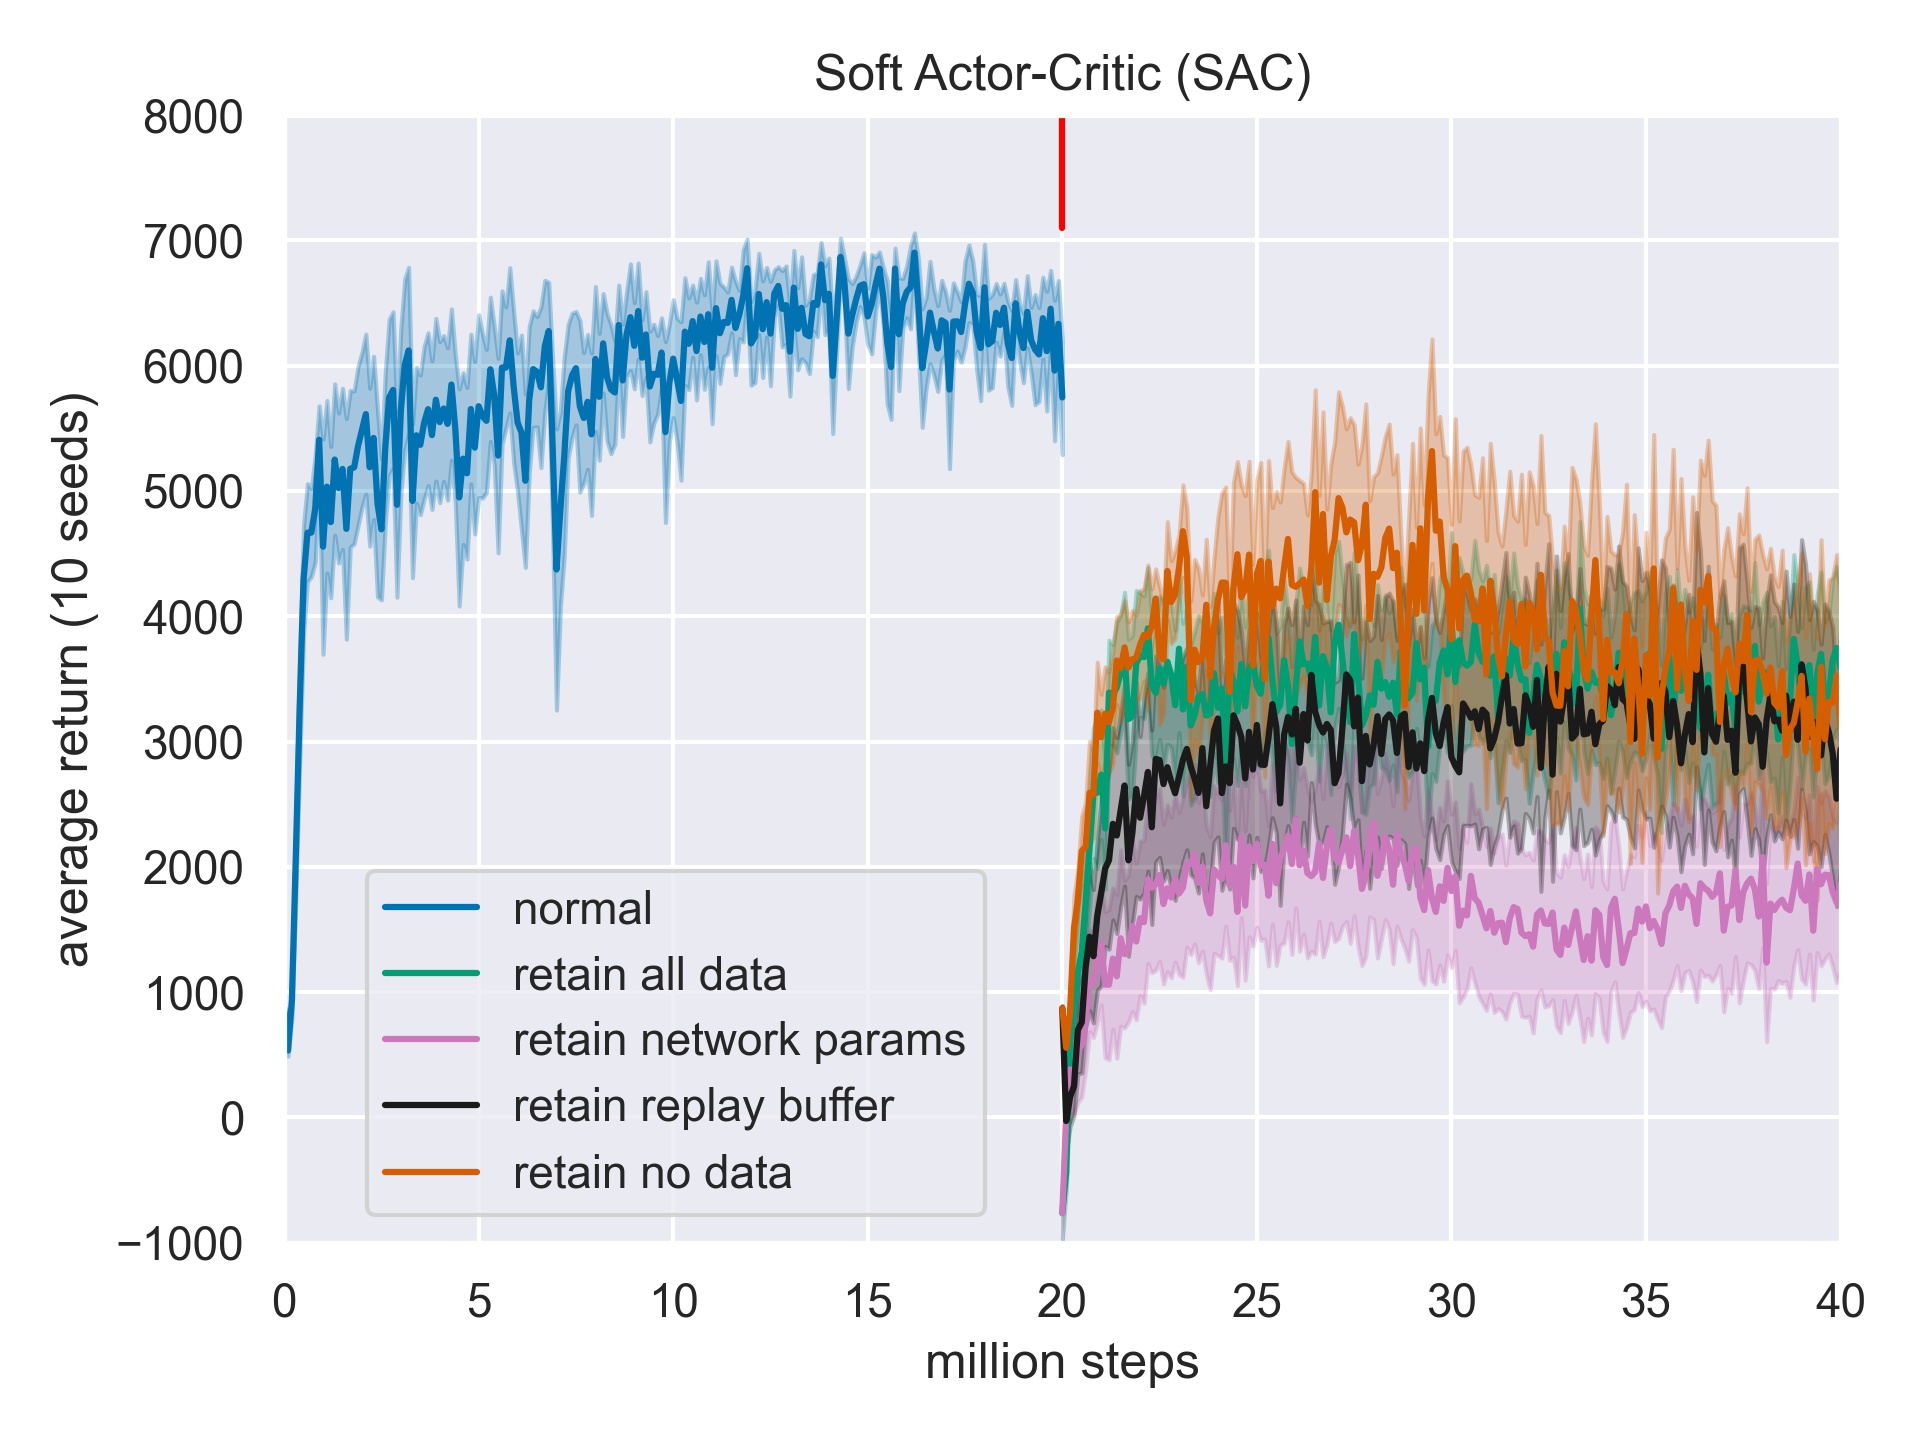 Soft Actor-Critic (SAC)
8000
7000
6000
5000
4000
3000
2000
1000
0
−1000
average return (10 seeds)
normal
retain all data
retain network params
retain replay buffer
retain no data
0 5 10 15 20 25 30 35 40
million steps